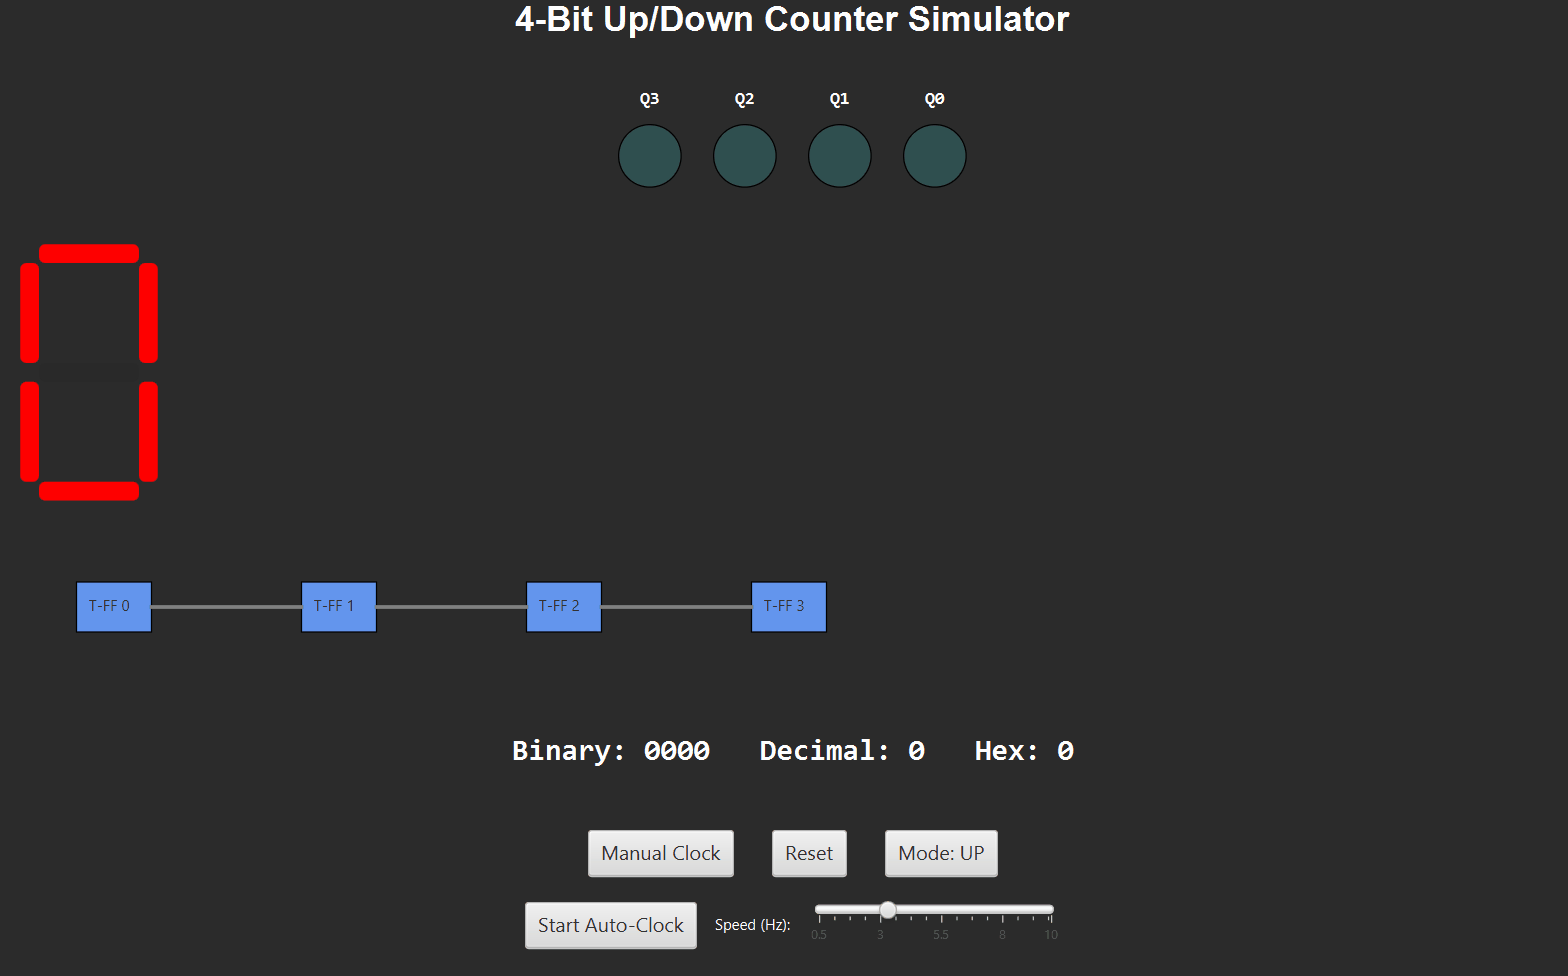 4-Bit Up/Down Counter Simulator
Q3 Q2 Q1 Q0
0
T-FF 0 T-FF 1 T-FF 2 T-FF 3
Binary: 0000 Decimal: 0 Hex: 0
Manual Clock Reset Mode: UP
Start Auto-Clock Speed (Hz):
0.5 3 5.5 8 10